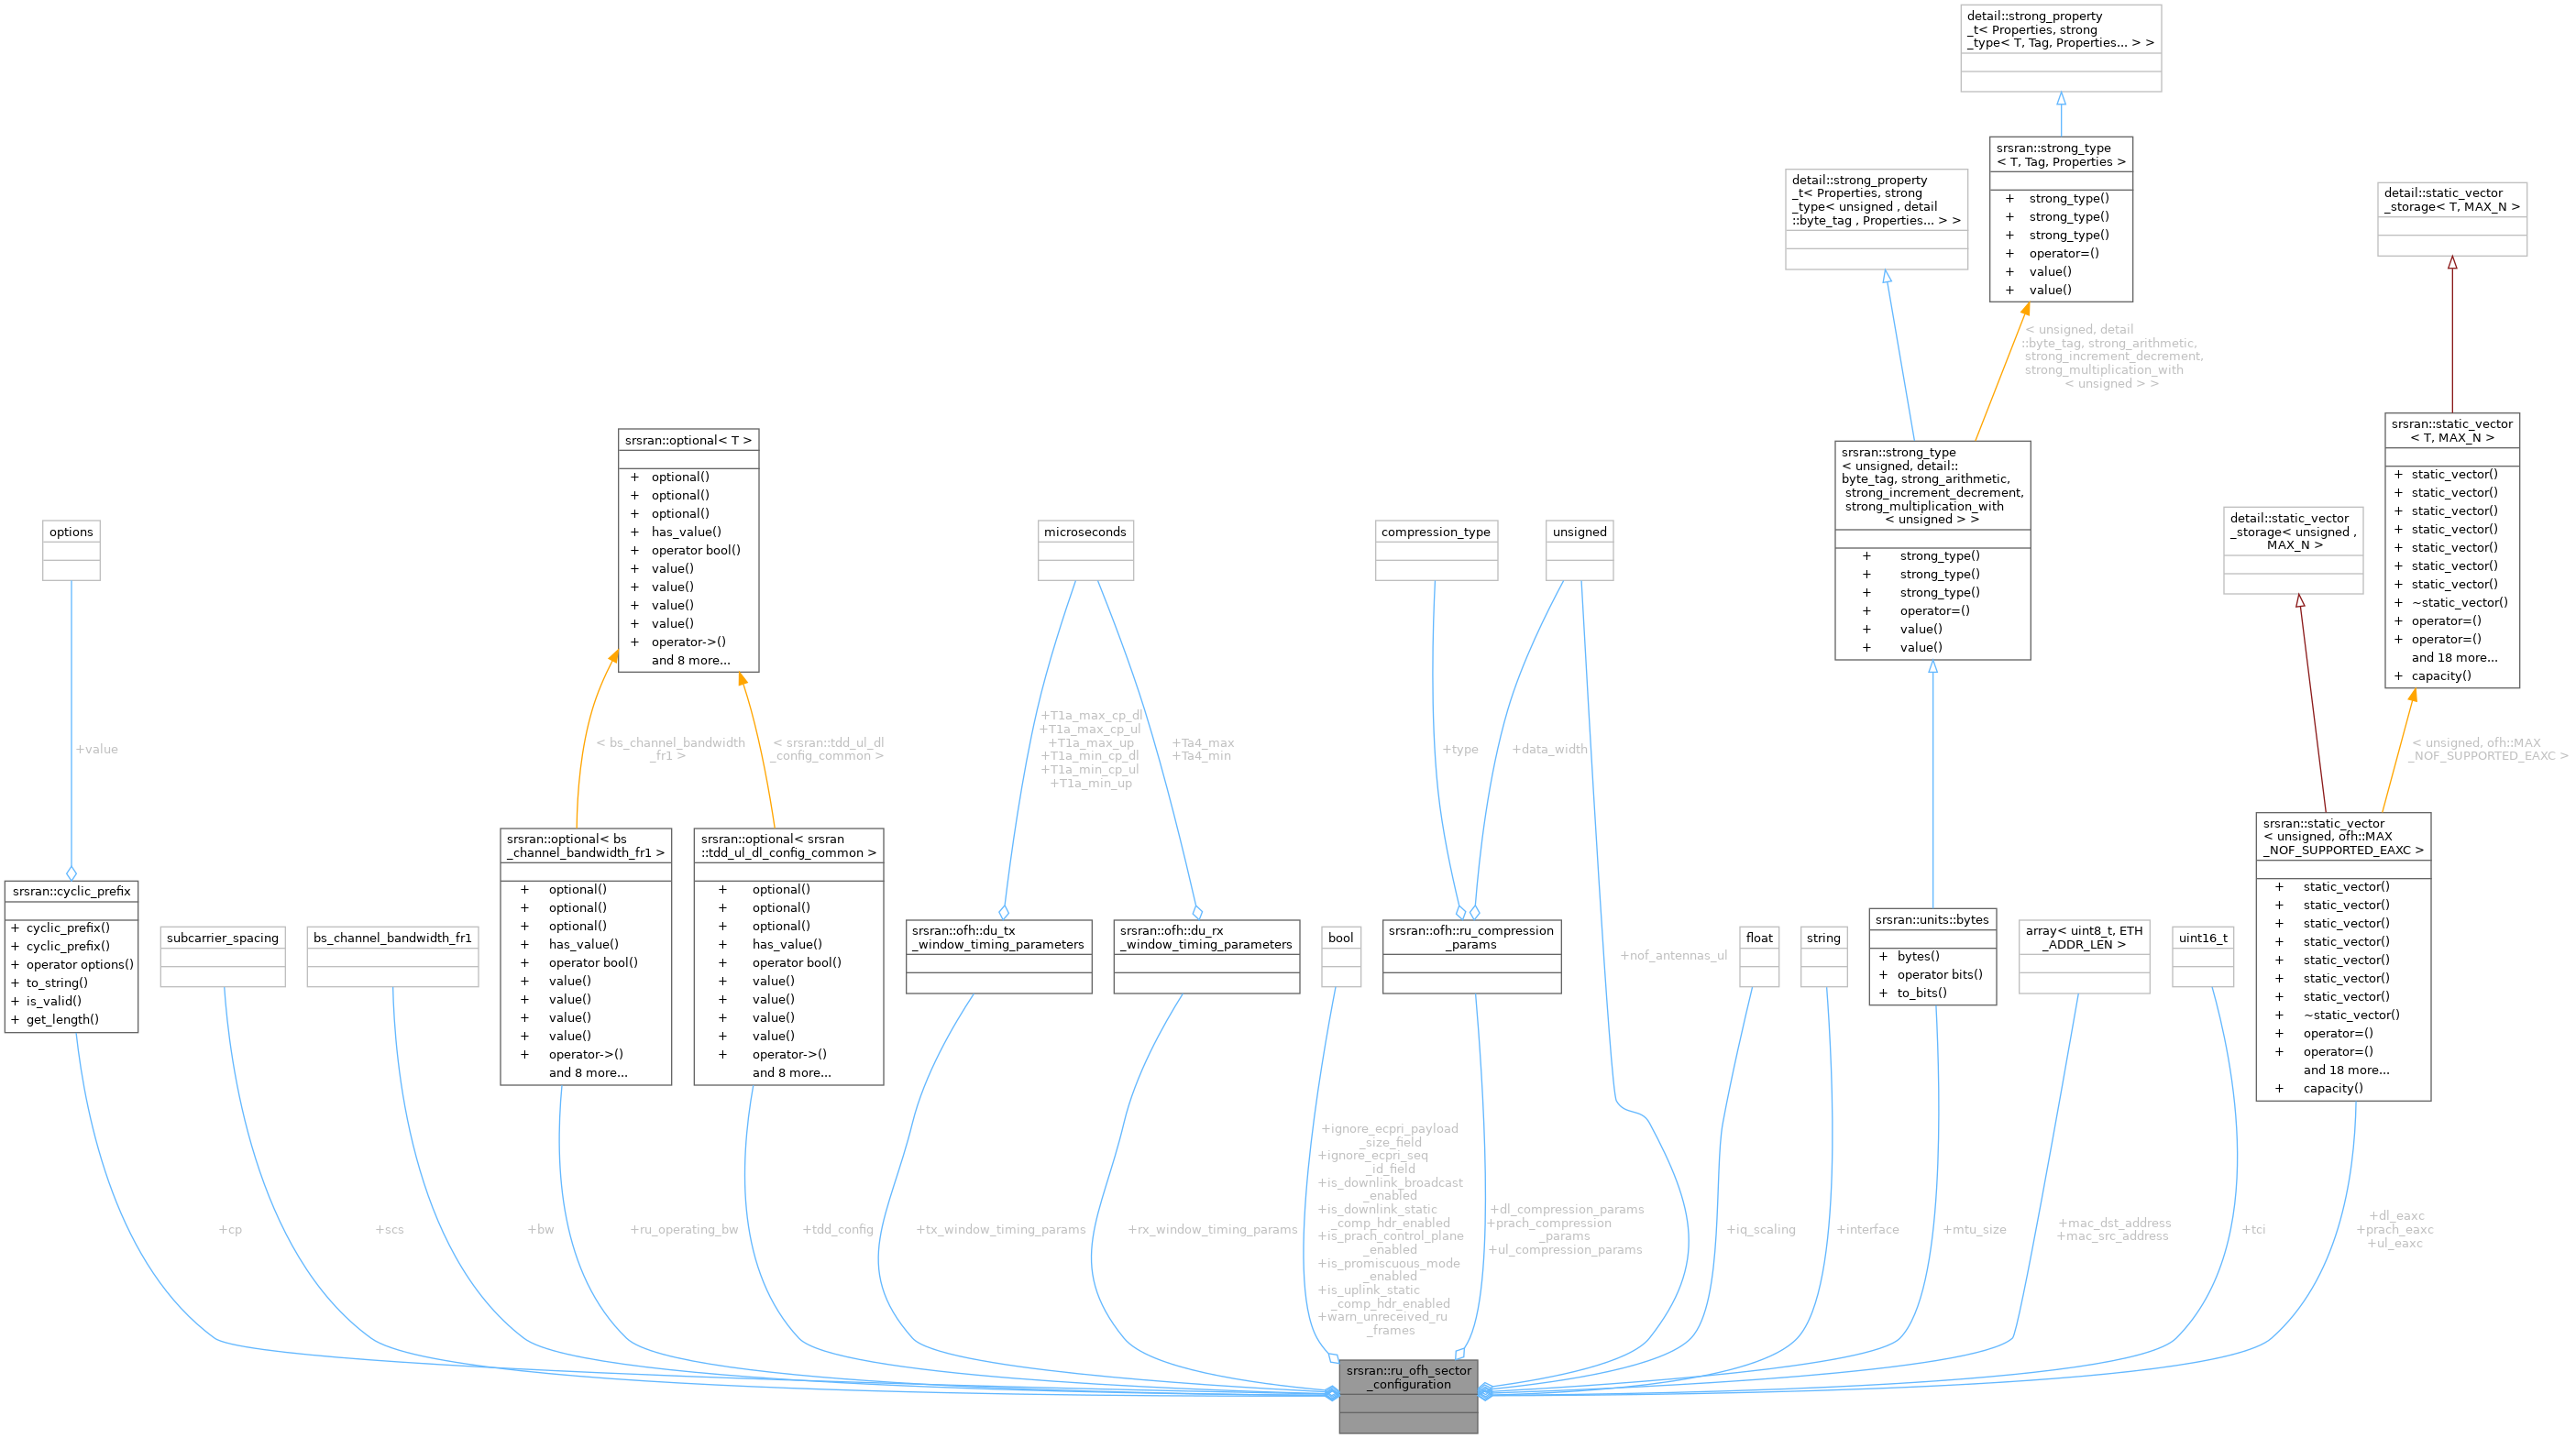 detail::strong_property
_t< Properties, strong
_type< T, Tag, Properties... > >
srsran::strong_type
< T, Tag, Properties >
+ strong_type()
+ strong_type()
+ strong_type()
+ operator=()
+ value()
+ value()
detail::strong_property
_t< Properties, strong
_type< unsigned , detail
::byte_tag , Properties... > >
detail::static_vector
_storage< T, MAX_N >
< unsigned, detail
::byte_tag, strong_arithmetic,
strong_increment_decrement,
strong_multiplication_with
< unsigned > >
srsran::static_vector
< T, MAX_N >
+ static_vector()
+ static_vector()
+ static_vector()
+ static_vector()
+ static_vector()
+ static_vector()
+ static_vector()
+ ~static_vector()
+ operator=()
+ operator=()
and 18 more...
+ capacity()
srsran::optional< T >
+ optional()
+ optional()
+ optional()
+ has_value()
+ operator bool()
+ value()
+ value()
+ value()
+ value()
+ operator->()
and 8 more...
srsran::strong_type
< unsigned, detail::
byte_tag, strong_arithmetic,
strong_increment_decrement,
strong_multiplication_with
< unsigned > >
+ strong_type()
+ strong_type()
+ strong_type()
+ operator=()
+ value()
+ value()
detail::static_vector
_storage< unsigned ,
MAX_N >
options
microseconds
compression_type
unsigned
+value
< bs_channel_bandwidth
_fr1 >
< srsran::tdd_ul_dl
_config_common >
+T1a_max_cp_dl
+T1a_max_cp_ul
+T1a_max_up
+T1a_min_cp_dl
+T1a_min_cp_ul
+T1a_min_up
+Ta4_max
+Ta4_min
+type
+data_width
< unsigned, ofh::MAX
_NOF_SUPPORTED_EAXC >
srsran::cyclic_prefix
+ cyclic_prefix()
+ cyclic_prefix()
+ operator options()
+ to_string()
+ is_valid()
+ get_length()
subcarrier_spacing
bs_channel_bandwidth_fr1
srsran::optional< bs
_channel_bandwidth_fr1 >
+ optional()
+ optional()
+ optional()
+ has_value()
+ operator bool()
+ value()
+ value()
+ value()
+ value()
+ operator->()
and 8 more...
srsran::optional< srsran
::tdd_ul_dl_config_common >
+ optional()
+ optional()
+ optional()
+ has_value()
+ operator bool()
+ value()
+ value()
+ value()
+ value()
+ operator->()
and 8 more...
srsran::ofh::du_tx
_window_timing_parameters
srsran::ofh::du_rx
_window_timing_parameters
bool
srsran::ofh::ru_compression
_params
+nof_antennas_ul
float
string
srsran::units::bytes
+ bytes()
+ operator bits()
+ to_bits()
array< uint8_t, ETH
_ADDR_LEN >
uint16_t
srsran::static_vector
< unsigned, ofh::MAX
_NOF_SUPPORTED_EAXC >
+ static_vector()
+ static_vector()
+ static_vector()
+ static_vector()
+ static_vector()
+ static_vector()
+ static_vector()
+ ~static_vector()
+ operator=()
+ operator=()
and 18 more...
+ capacity()
+cp
+scs
+bw
+ru_operating_bw
+tdd_config
+tx_window_timing_params
+rx_window_timing_params
+ignore_ecpri_payload
_size_field
+ignore_ecpri_seq
_id_field
+is_downlink_broadcast
_enabled
+is_downlink_static
_comp_hdr_enabled
+is_prach_control_plane
_enabled
+is_promiscuous_mode
_enabled
+is_uplink_static
_comp_hdr_enabled
+warn_unreceived_ru
_frames
+dl_compression_params
+prach_compression
_params
+ul_compression_params
+iq_scaling
+interface
+mtu_size
+mac_dst_address
+mac_src_address
+tci
+dl_eaxc
+prach_eaxc
+ul_eaxc
srsran::ru_ofh_sector
_configuration